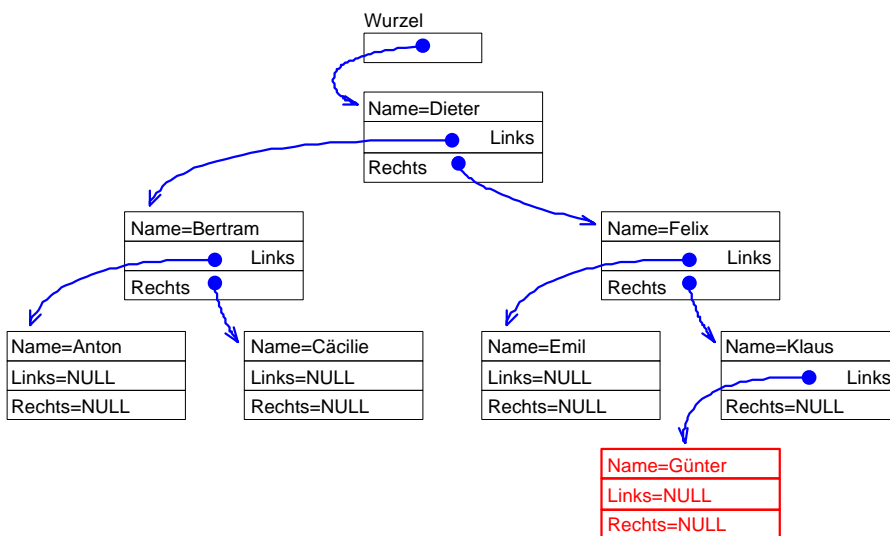 Wurzel
Name=Dieter
Links
Rechts
Name=Bertram
Links
Rechts
Name=Felix
Links
Rechts
Name=Anton
Links=NULL
Rechts=NULL
Name=Cäcilie
Links=NULL
Rechts=NULL
Name=Emil
Links=NULL
Rechts=NULL
Name=Klaus
Links
Rechts=NULL
Name=Günter
Links=NULL
Rechts=NULL